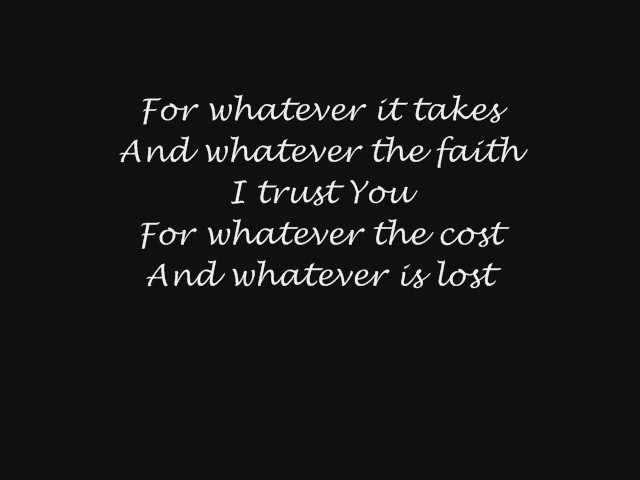 For whatever it takes
And whatever the faith
I trust You
For whatever the cost
And whatever is lost